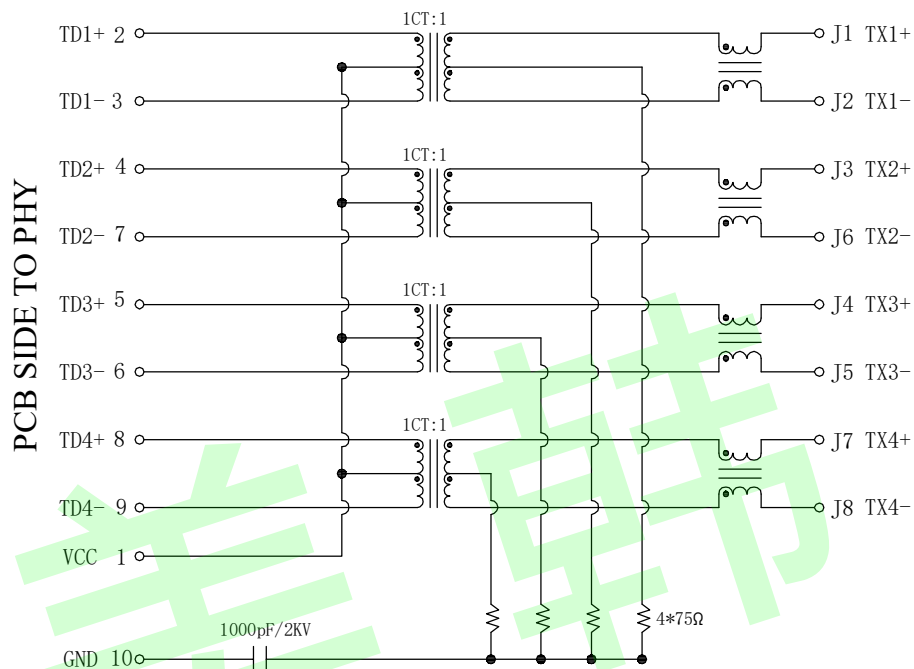 1CT:1
TD1+ 2
J1 TX1+
TD1- 3
J2 TX1-
1CT:1
TD2+ 4
J3 TX2+
TD2- 7
J6 TX2-
PCB SIDE TO PHY
1CT:1
TD3+ 5
J4 TX3+
TD3- 6
J5 TX3-
1CT:1
TD4+ 8
J7 TX4+
TD4- 9
J8 TX4-
VCC 1
4*75Ω
1000pF/2KV
GND 10
美韩